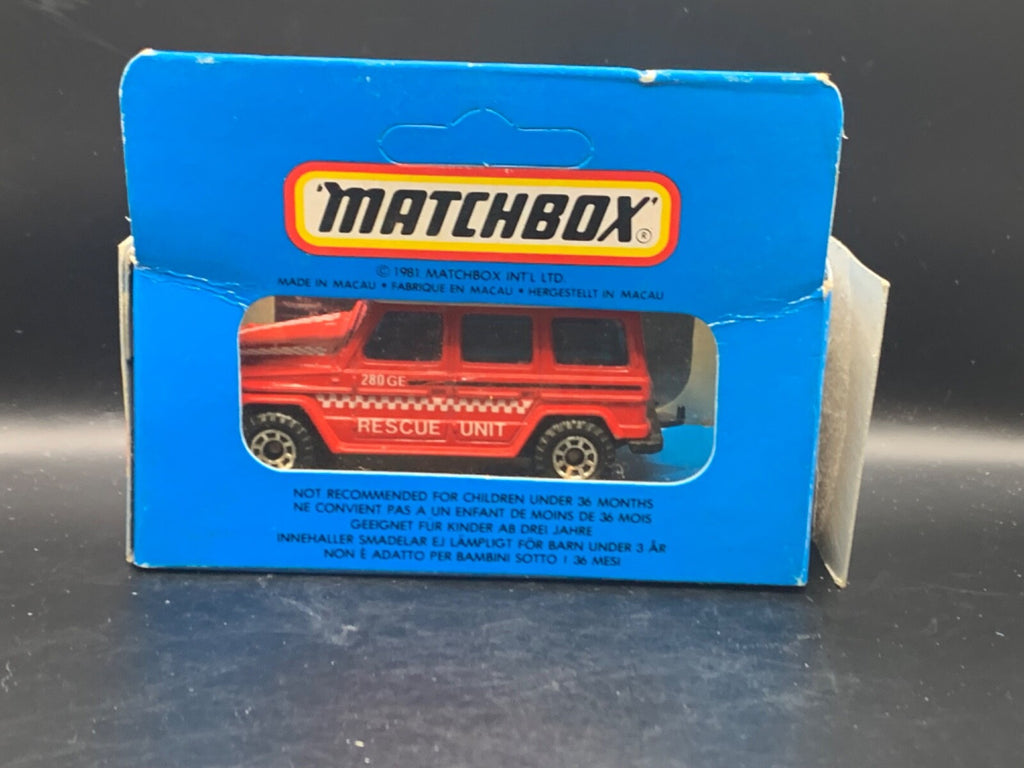 'MATCHBOX'®
© 1981 MATCHBOX INT'L LTD.
MADE IN MACAU • FABRIQUE EN MACAU • HERGESTELLT IN MACAU
280 GE
RESCUE UNIT
NOT RECOMMENDED FOR CHILDREN UNDER 36 MONTHS
NE CONVIENT PAS A UN ENFANT DE MOINS DE 36 MOIS
GEEIGNET FUR KINDER AB DREI JAHRE
INNEHALLER SMADELAR EJ LÄMPLIGT FÖR BARN UNDER 3 ÅR
NON È ADATTO PER BAMBINI SOTTO I 36 MESI